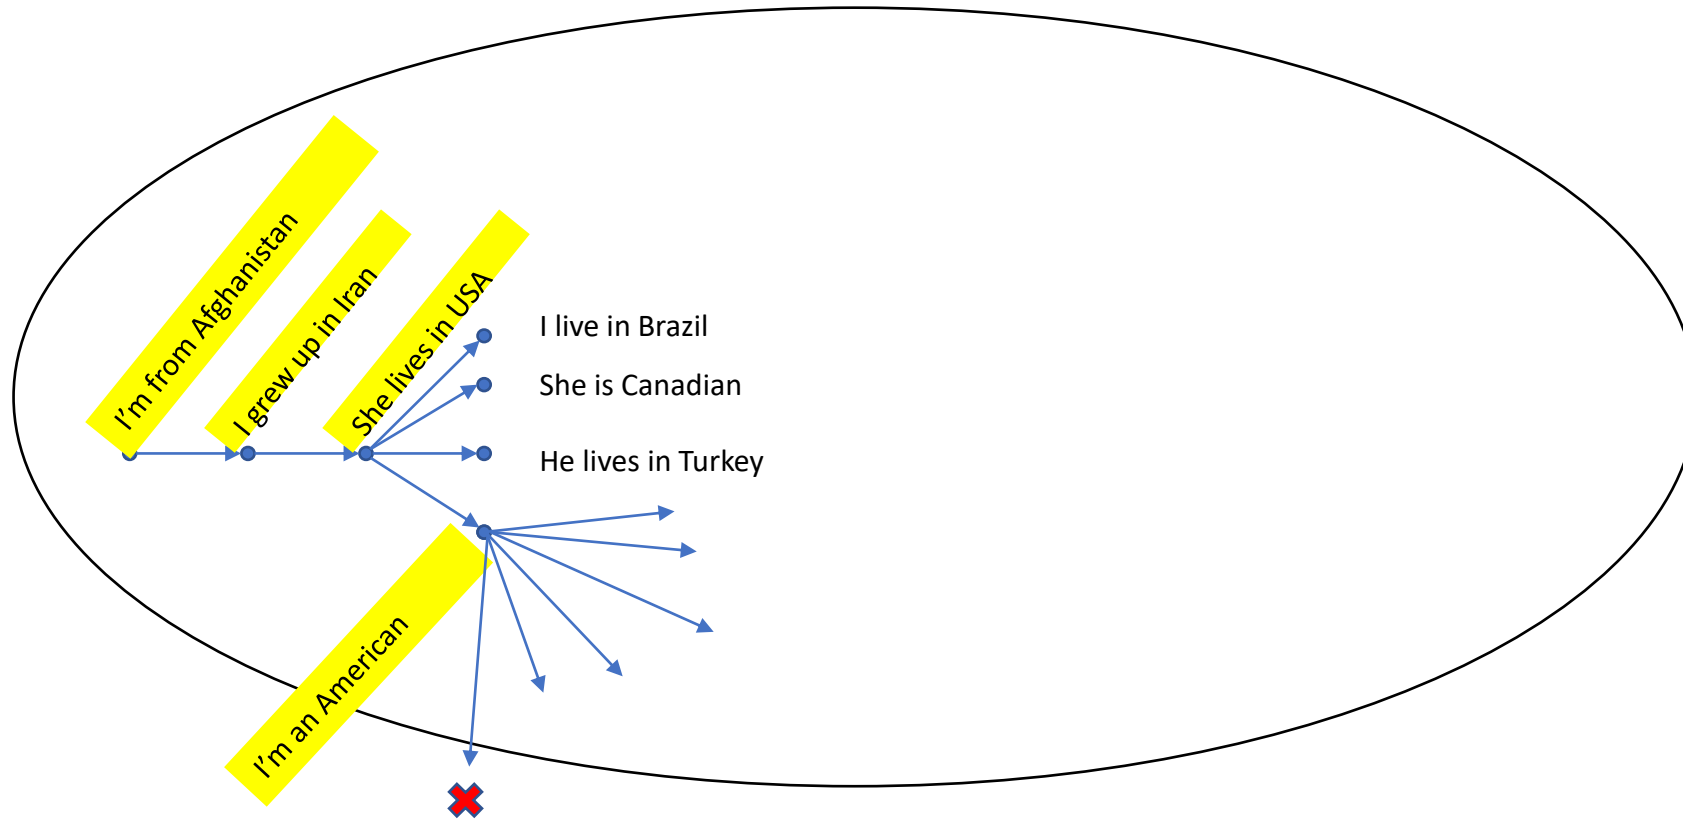 I’m from Afghanistan
I grew up in Iran
She lives in USA
I live in Brazil
She is Canadian
He lives in Turkey
I’m an American